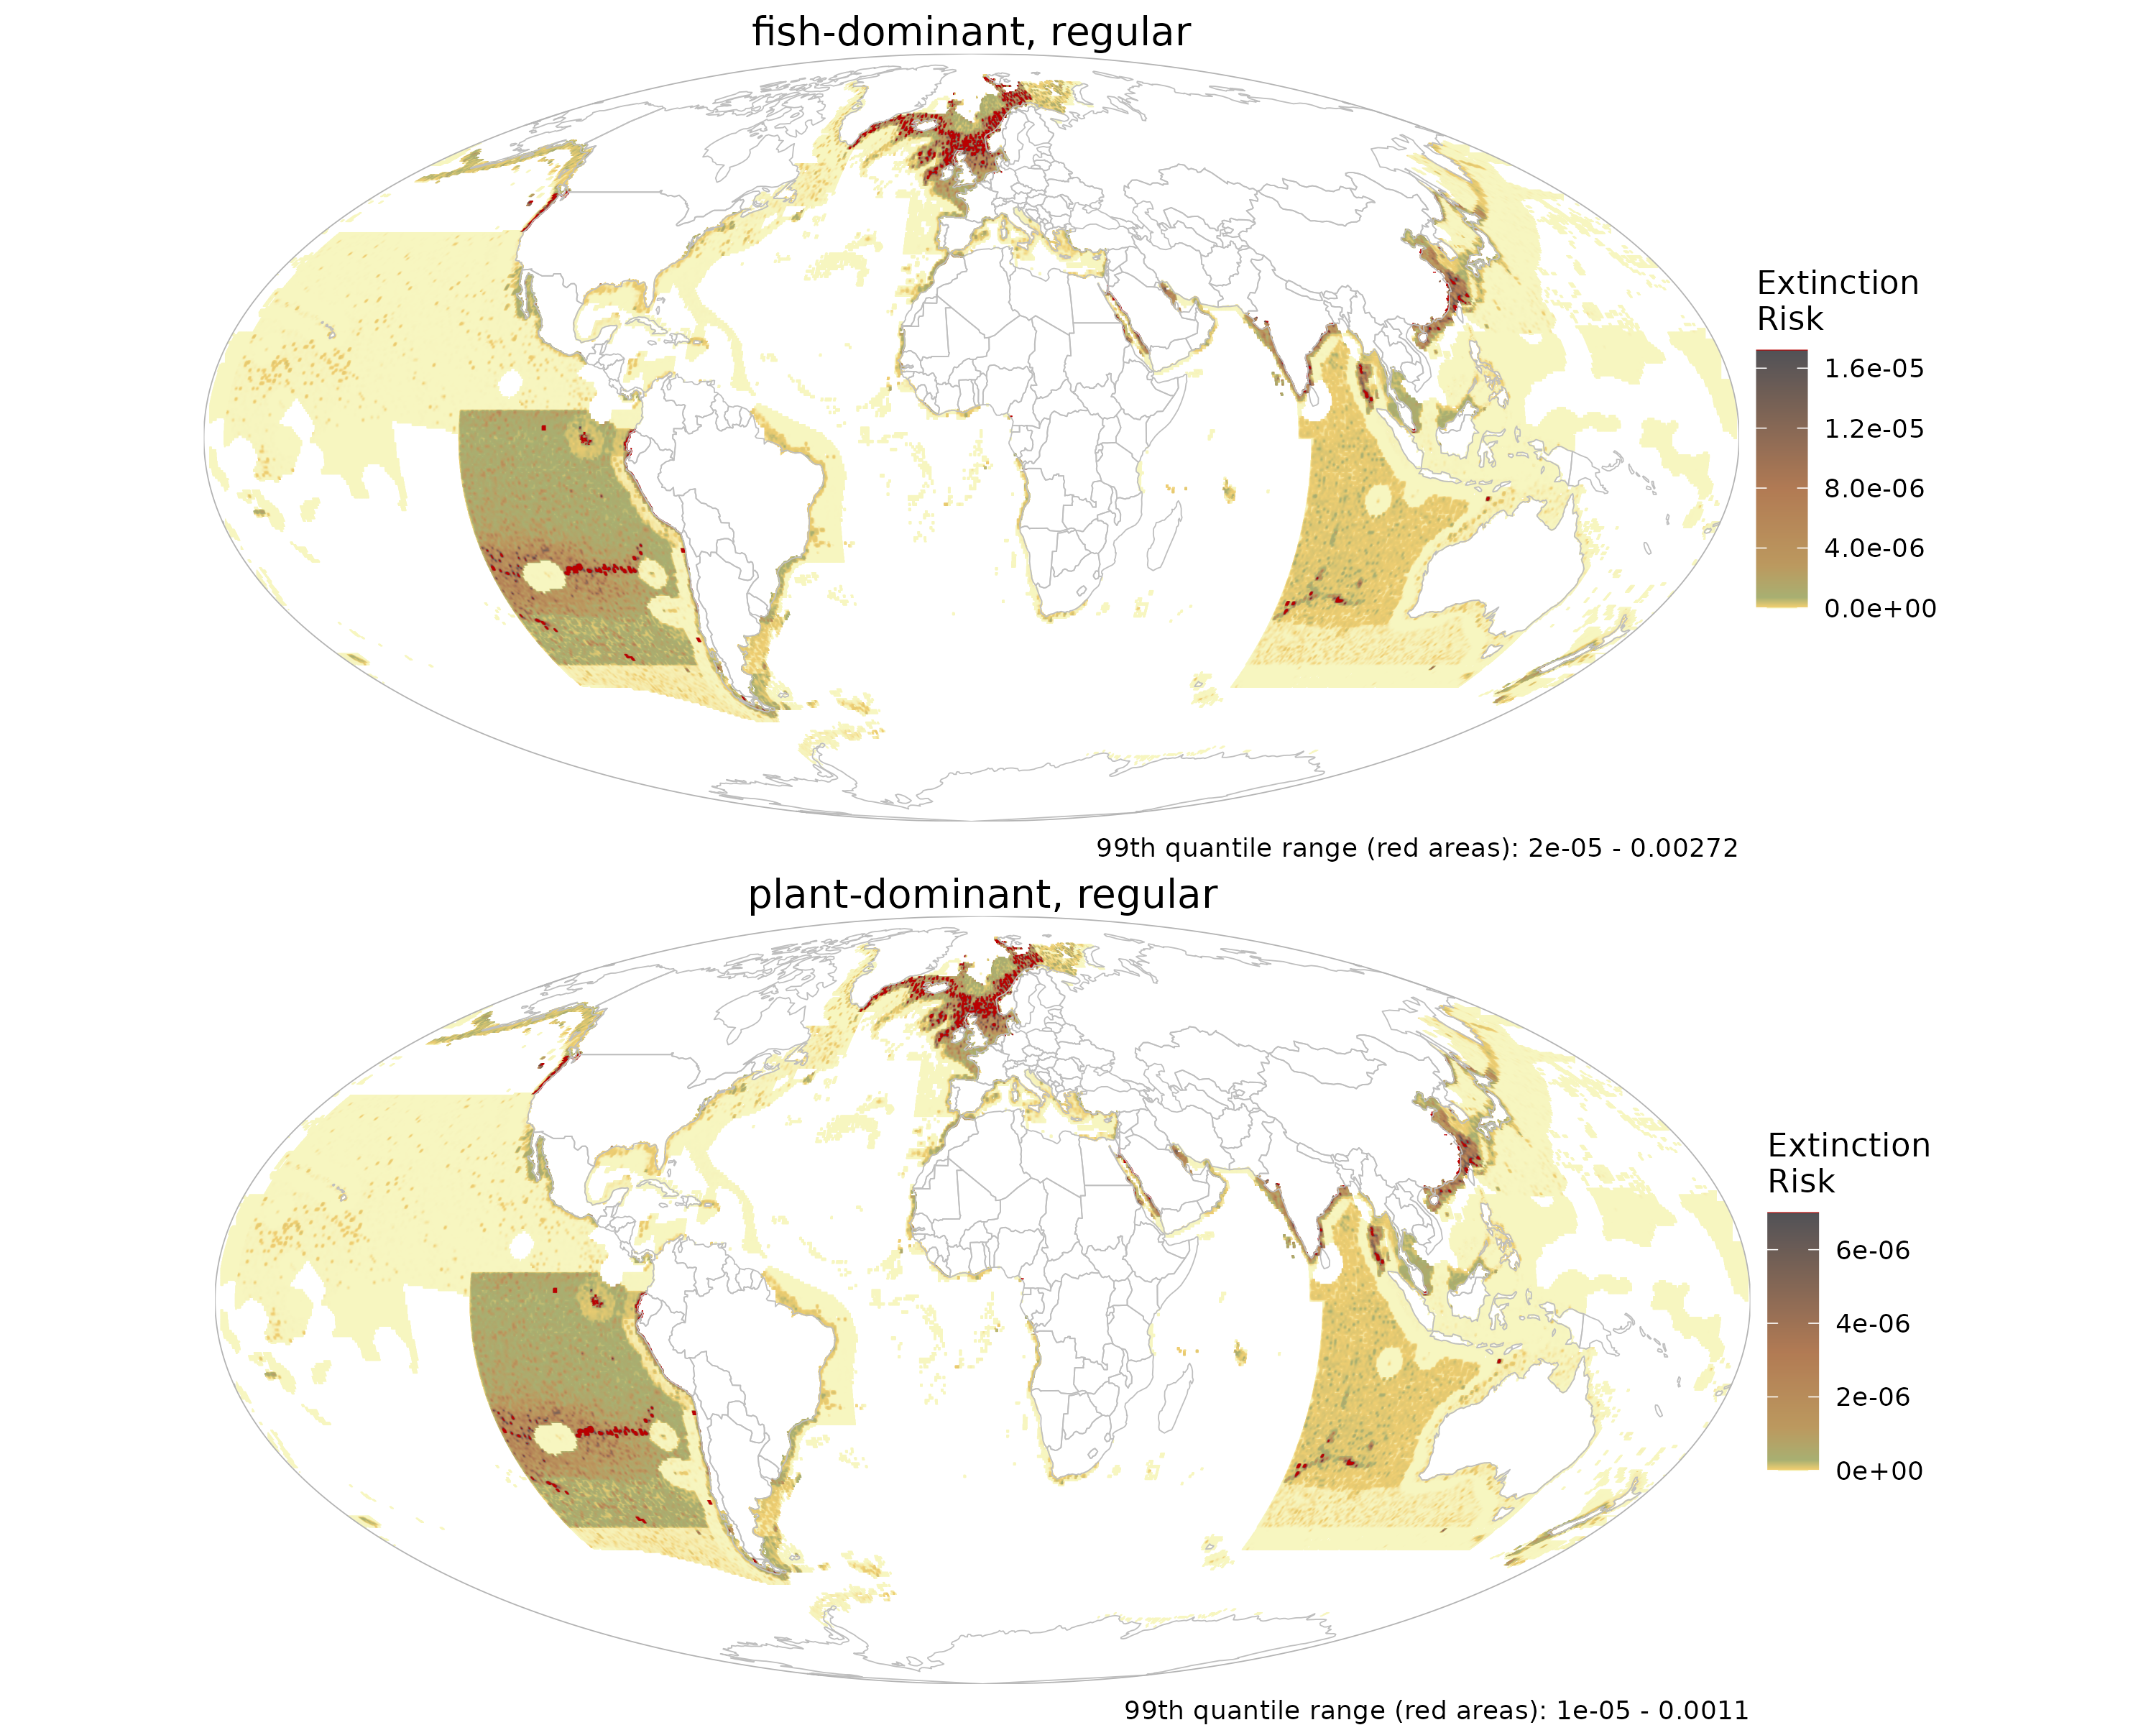 fish-dominant, regular
Extinction
Risk
1.6e-05
1.2e-05
8.0e-06
4.0e-06
0.0e+00
99th quantile range (red areas): 2e-05 - 0.00272
plant-dominant, regular
Extinction
Risk
6e-06
4e-06
2e-06
0e+00
99th quantile range (red areas): 1e-05 - 0.0011